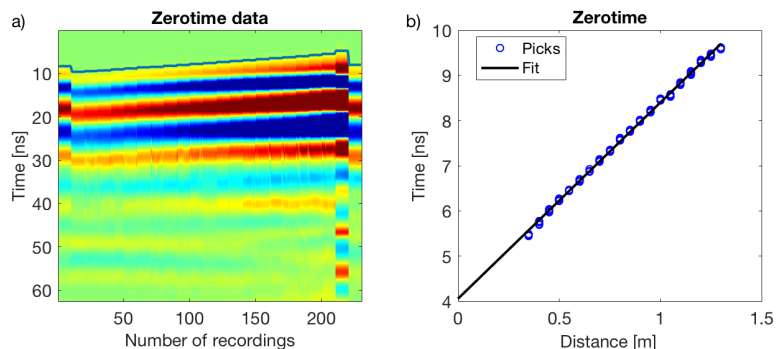 a)
Zerotime data
Time [ns]
10
20
30
40
50
60
50
100
150
200
Number of recordings
b)
Zerotime
Picks
Fit
Time [ns]
10
9
8
7
6
5
4
0
0.5
1
1.5
Distance [m]